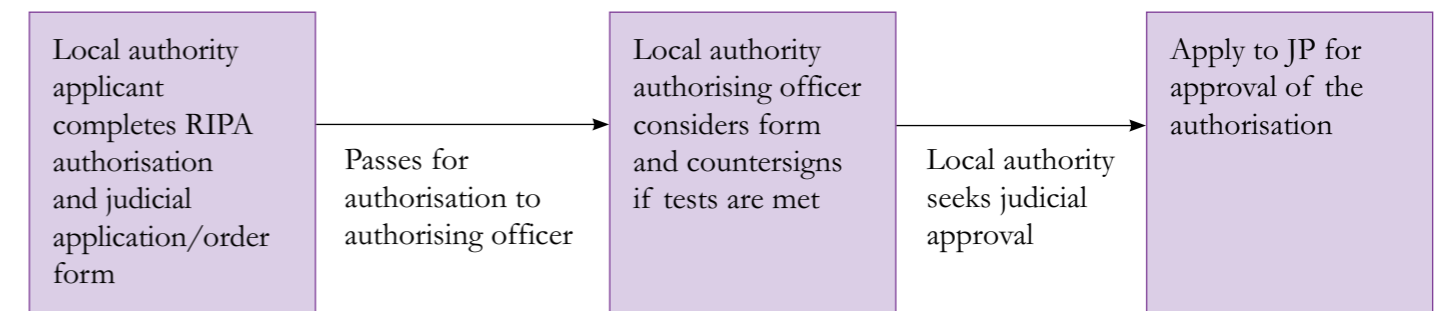 Local authority
applicant
completes RIPA
authorisation
and judicial
application/order
form
Passes for
authorisation to
authorising officer
Local authority
authorising officer
considers form
and countersigns
if tests are met
Local authority
seeks judicial
approval
Apply to JP for
approval of the
authorisation